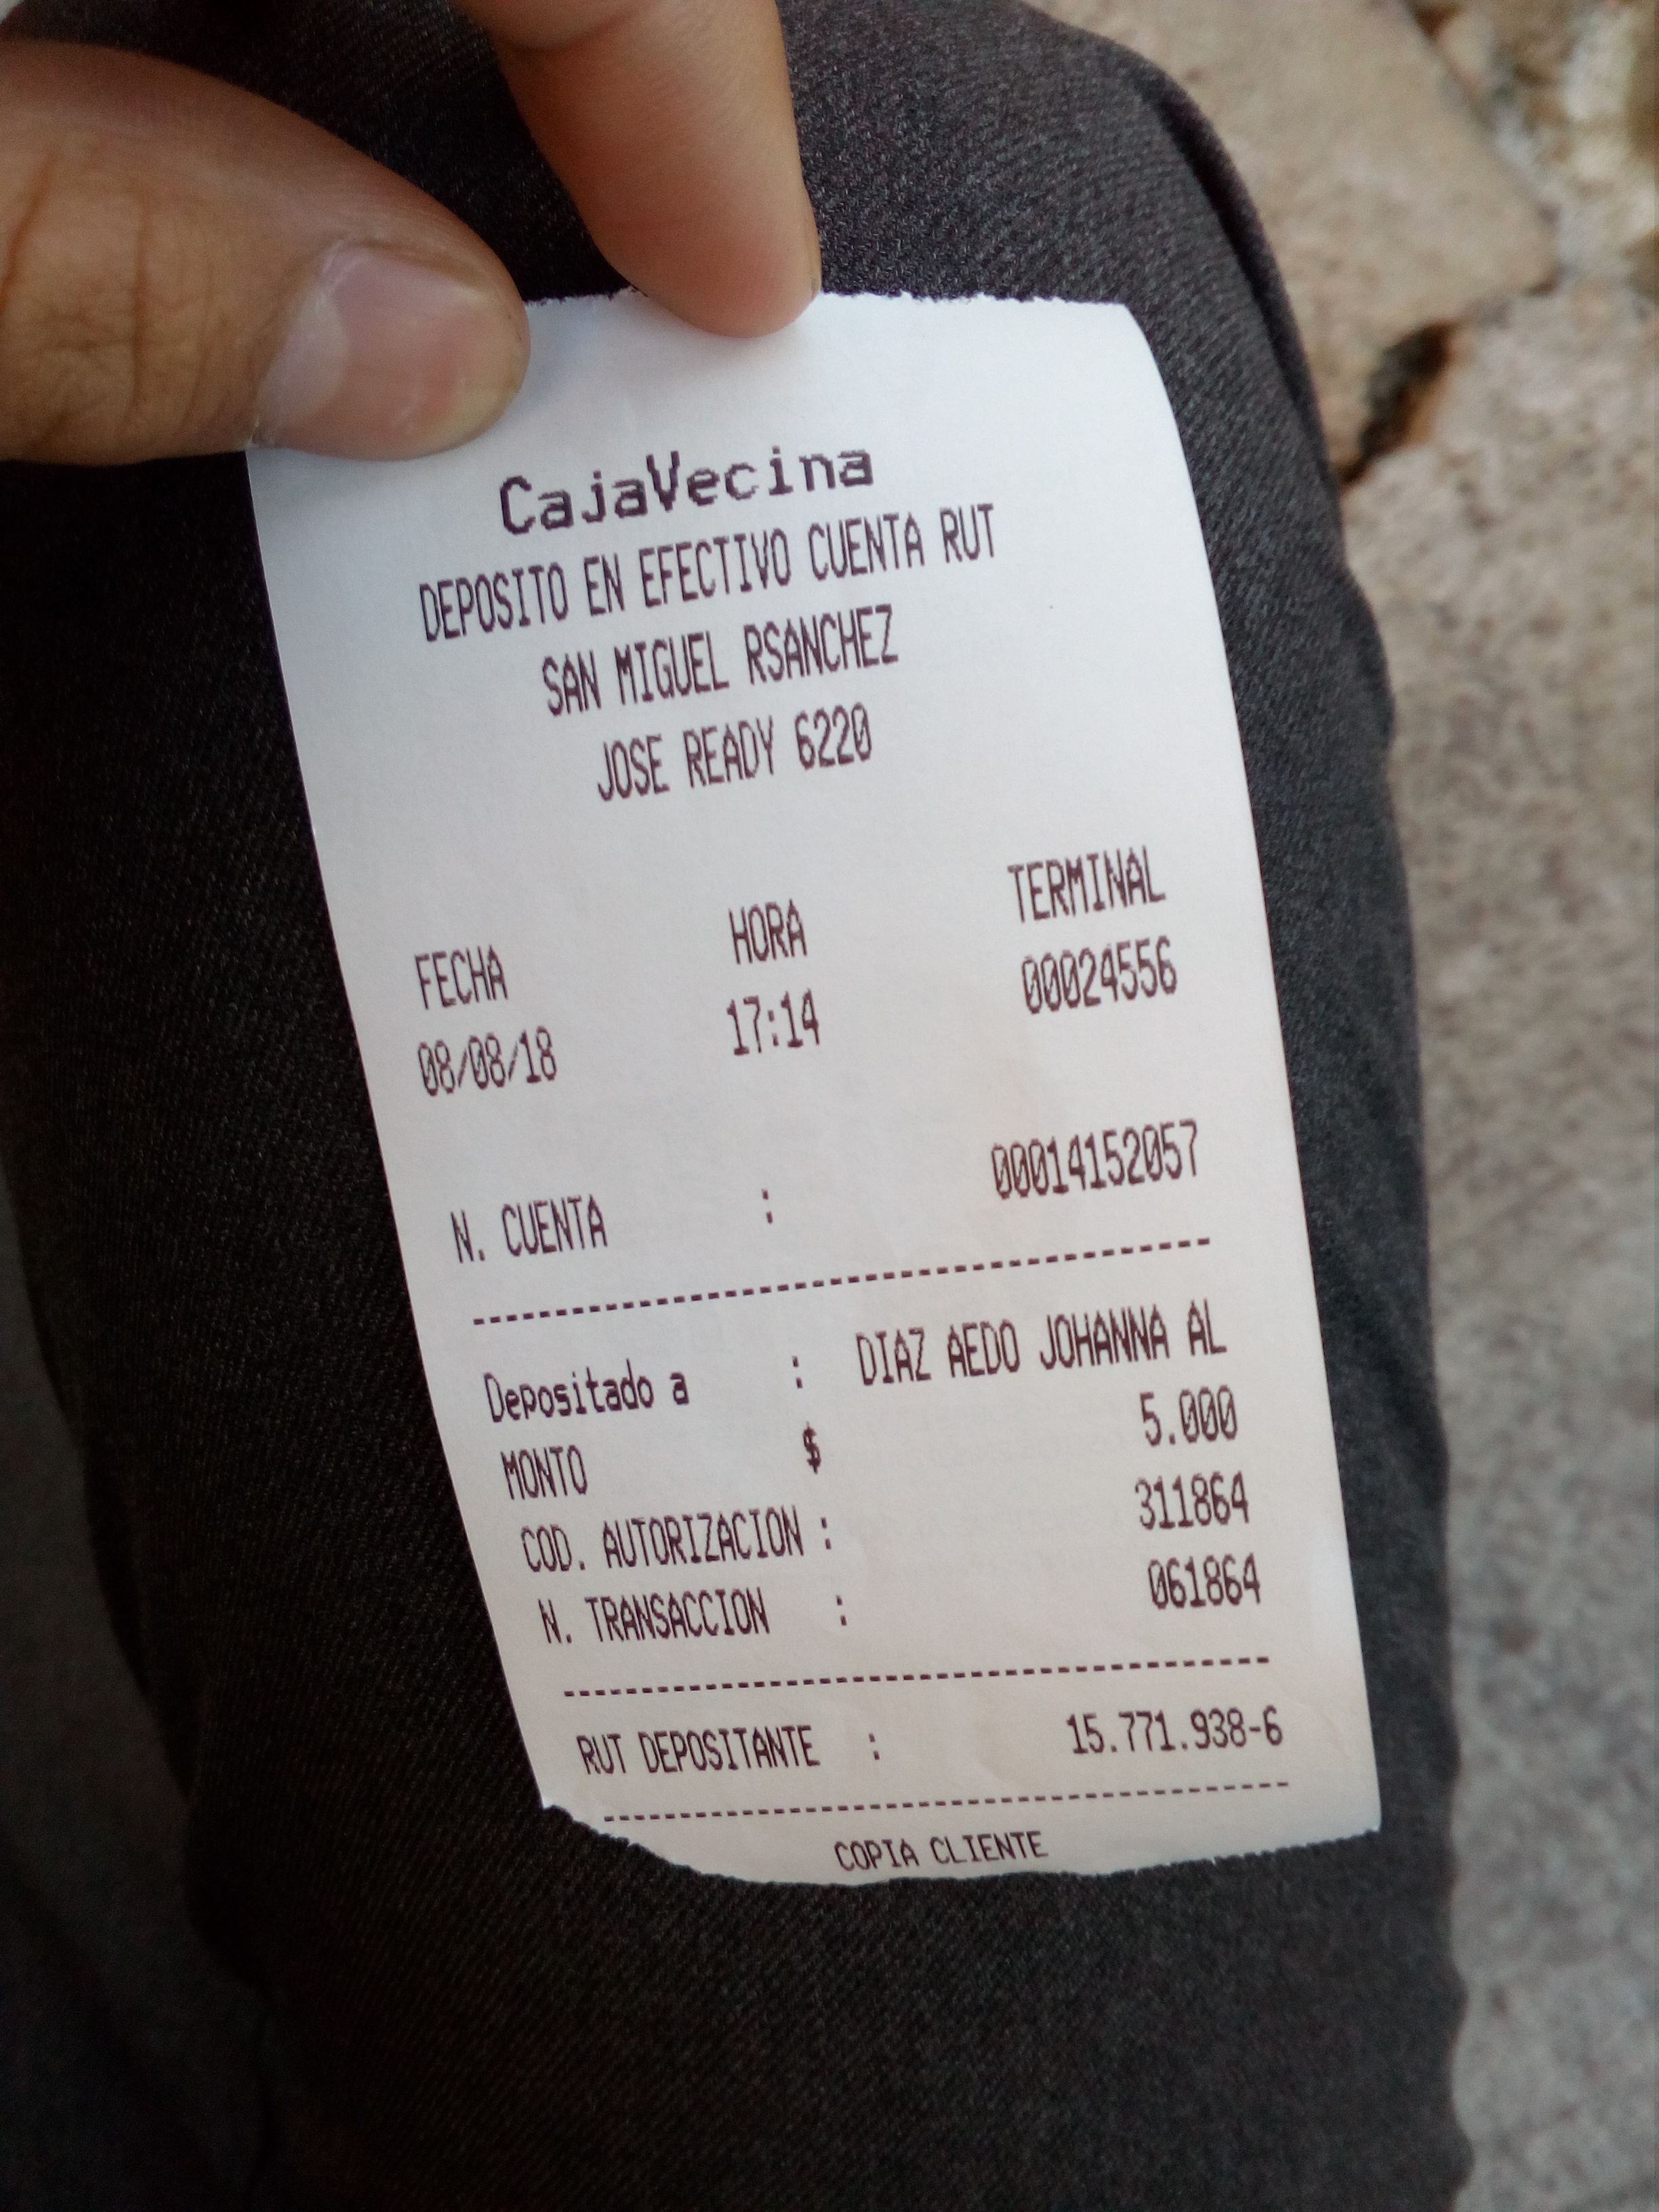 CajaVecina
DEPOSITO EN EFECTIVO CUENTA RUT
SAN MIGUEL RSANCHEZ
JOSE READY 6220
FECHA HORA TERMINAL
08/08/18 17:14 00024556
N. CUENTA : 00014152057
--------------------------------
Depositado a : DIAZ AEDO JOHANNA AL
MONTO $ 5.000
COD. AUTORIZACION : 311864
N. TRANSACCION : 061864
--------------------------------
RUT DEPOSITANTE : 15.771.938-6
--------------------------------
COPIA CLIENTE